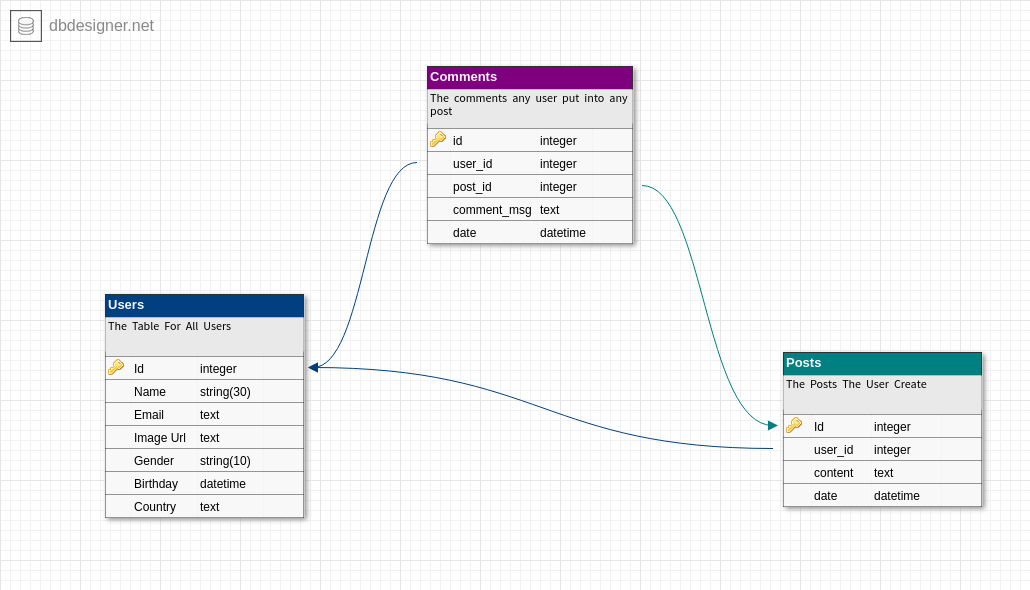 dbdesigner.net
Comments
The comments any user put into any
post
id integer
user_id integer
post_id integer
comment_msg text
date datetime
Users
The Table For All Users
Id integer
Name string(30)
Email text
Image Url text
Gender string(10)
Birthday datetime
Country text
Posts
The Posts The User Create
Id integer
user_id integer
content text
date datetime